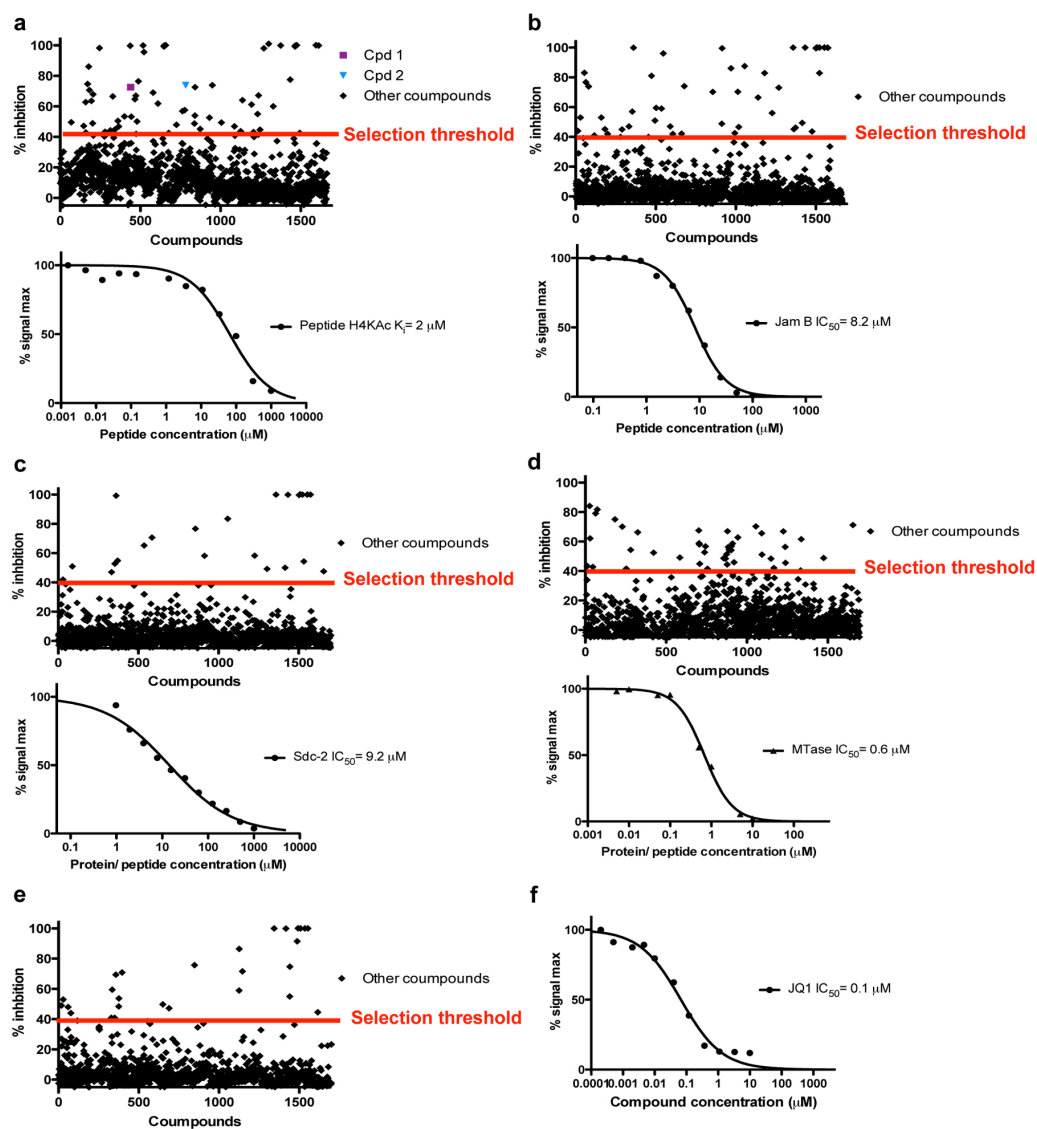 a
100
80
60
40
20
0
% inhbition
Cpd 1
Cpd 2
Other coumpounds
Selection threshold
0 500 1000 1500
Coumpounds
100
50
0
% signal max
Peptide H4KAc Ki= 2 μM
0.001 0.01 0.1 1 10 100 1000 10000
Peptide concentration (μM)
b
100
80
60
40
20
0
% inhbition
Other coumpounds
Selection threshold
0 500 1000 1500
Coumpounds
100
50
0
% signal max
Jam B IC50= 8.2 μM
0.1 1 10 100 1000
Peptide concentration (μM)
c
100
80
60
40
20
0
% inhbition
Other coumpounds
Selection threshold
0 500 1000 1500
Coumpounds
100
50
0
% signal max
Sdc-2 IC50= 9.2 μM
0.1 1 10 100 1000 10000
Protein/ peptide concentration (μM)
d
100
80
60
40
20
0
% inhbition
Other coumpounds
Selection threshold
0 500 1000 1500
Coumpounds
100
50
0
% signal max
MTase IC50= 0.6 μM
0.001 0.01 0.1 1 10 100
Protein/ peptide concentration (μM)
e
100
80
60
40
20
0
% inhbition
Other coumpounds
Selection threshold
0 500 1000 1500
Coumpounds
f
100
50
0
% signal max
JQ1 IC50= 0.1 μM
0.0001 0.001 0.01 0.1 1 10 100 1000
Compound concentration (μM)